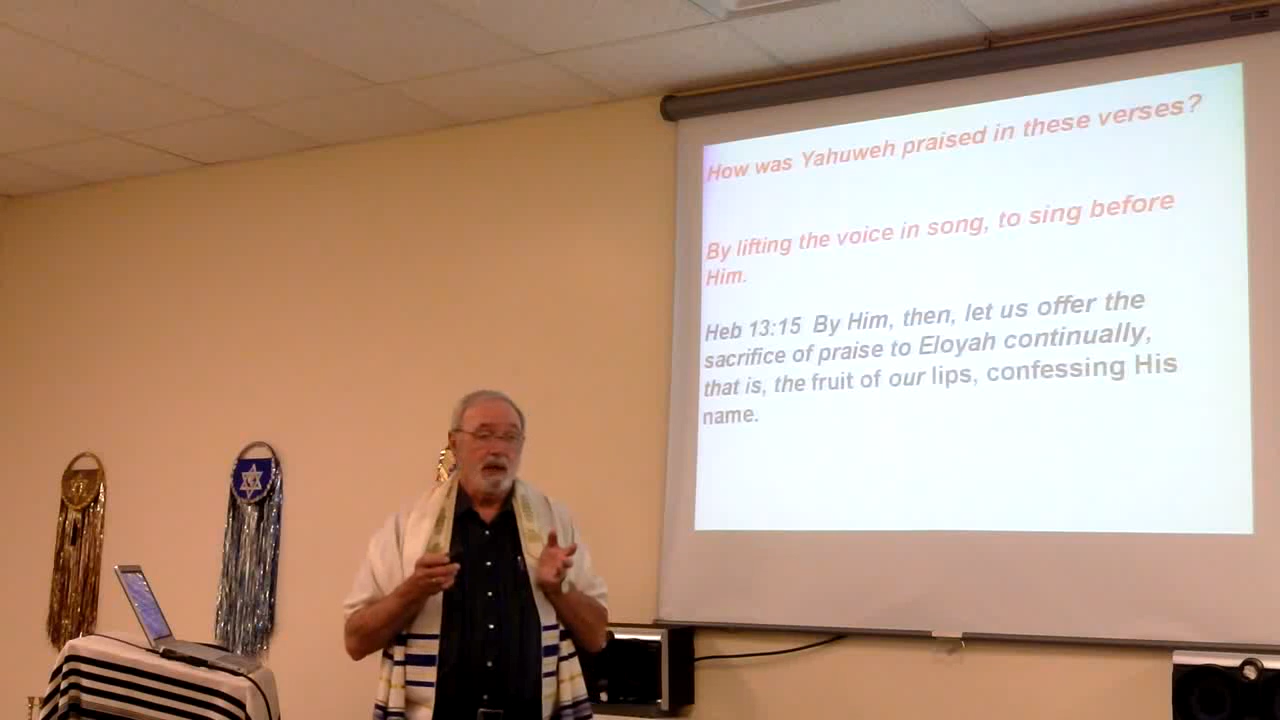 How was Yahuweh praised in these verses?
By lifting the voice in song, to sing before
Him.
Heb 13:15 By Him, then, let us offer the
sacrifice of praise to Eloyah continually,
that is, the fruit of our lips, confessing His
name.